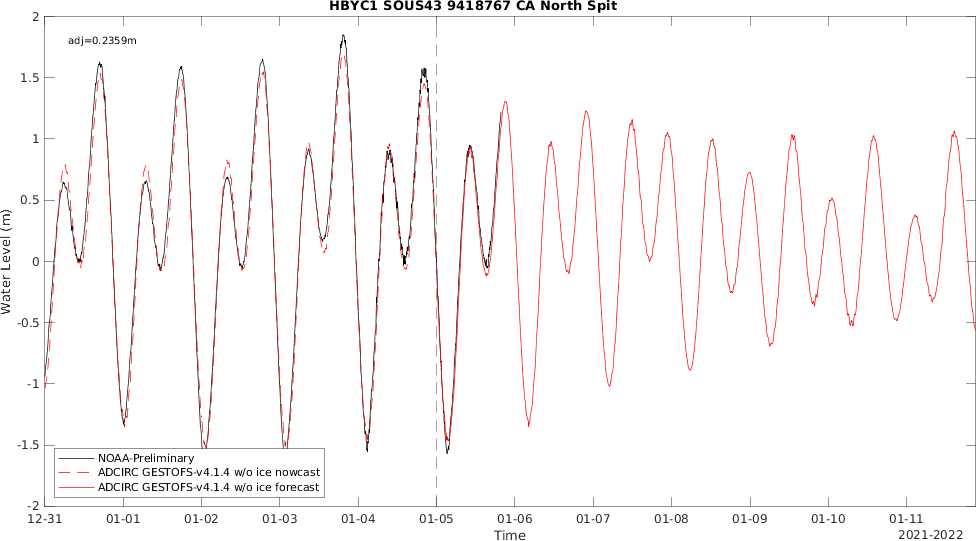 HBYC1 SOUS43 9418767 CA North Spit
adj=0.2359m
2
1.5
1
0.5
0
-0.5
-1
-1.5
-2
Water Level (m)
NOAA-Preliminary
ADCIRC GESTOFS-v4.1.4 w/o ice nowcast
ADCIRC GESTOFS-v4.1.4 w/o ice forecast
12-31 01-01 01-02 01-03 01-04 01-05 01-06 01-07 01-08 01-09 01-10 01-11
Time
2021-2022